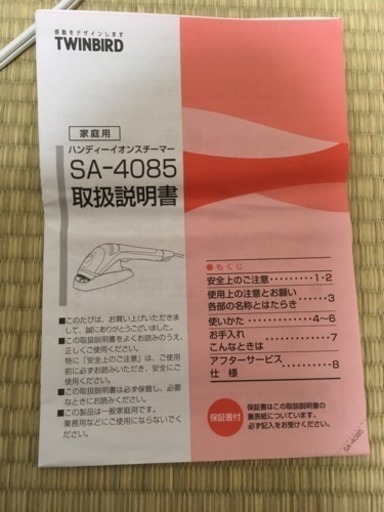 感動をデザインします
TWINBIRD
家庭用
ハンディーイオンスチーマー
SA-4085
取扱説明書
■このたびは、お買い上げいただきま
して、誠にありがとうございました。
■この取扱説明書をよくお読みのうえ、
正しくご使用ください。
特に「安全上のご注意」は、ご使用
前に必ずお読みいただき、安全にご
使用ください。
■この取扱説明書は必ず保管し、必要
なときにお読みください。
■この製品は一般家庭用です。
業務用などにご使用にならないでく
ださい。
●もくじ
安全上のご注意・・・・・・・・・1・2
使用上の注意とお願い
各部の名称とはたらき・・・・3
使いかた・・・・・・・・・4〜6
お手入れ
こんなときは・・・・・・・・・7
アフターサービス
仕 様・・・・・・・・・8
保証書付
保証書はこの取扱説明書の
裏表紙についています。
必ず記入をお受けください。
SA-4085